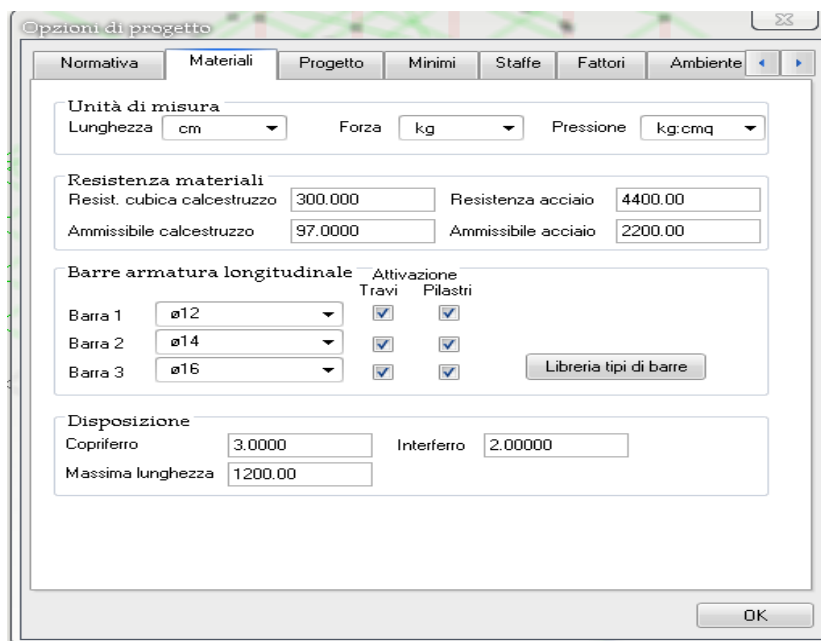 Opzioni di progetto
Normativa Materiali Progetto Minimi Staffe Fattori Ambiente
Unità di misura
Lunghezza cm Forza kg Pressione kg:cmq
Resistenza materiali
Resist. cubica calcestruzzo 300.000 Resistenza acciaio 4400.00
Ammissibile calcestruzzo 97.0000 Ammissibile acciaio 2200.00
Barre armatura longitudinale Attivazione
Travi Pilastri
Barra 1 ø12
Barra 2 ø14
Barra 3 ø16 Libreria tipi di barre
Disposizione
Copriferro 3.0000 Interferro 2.00000
Massima lunghezza 1200.00
OK